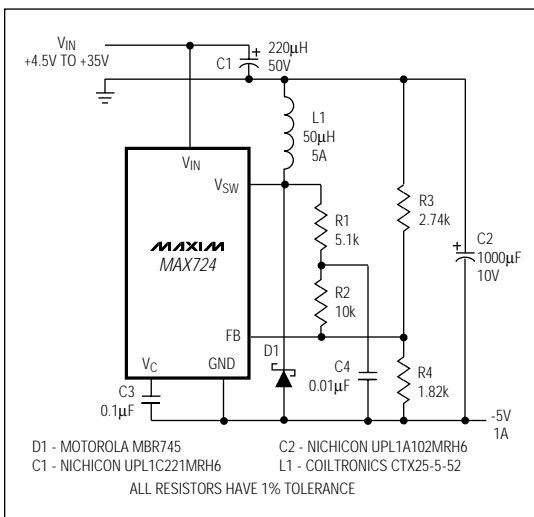 VIN
+4.5V TO +35V
C1
+
220µH
50V
L1
50µH
5A
VIN
VSW
MAXIM
MAX724
R1
5.1k
R3
2.74k
+
C2
1000µF
10V
R2
10k
FB
VC
GND
D1
C4
0.01µF
R4
1.82k
C3
0.1µF
-5V
1A
D1 - MOTOROLA MBR745
C1 - NICHICON UPL1C221MRH6
C2 - NICHICON UPL1A102MRH6
L1 - COILTRONICS CTX25-5-52
ALL RESISTORS HAVE 1% TOLERANCE